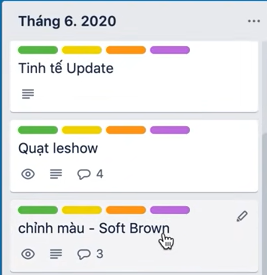 Tháng 6. 2020
Tinh tế Update
Quạt leshow
4
chỉnh màu - Soft Brown
3